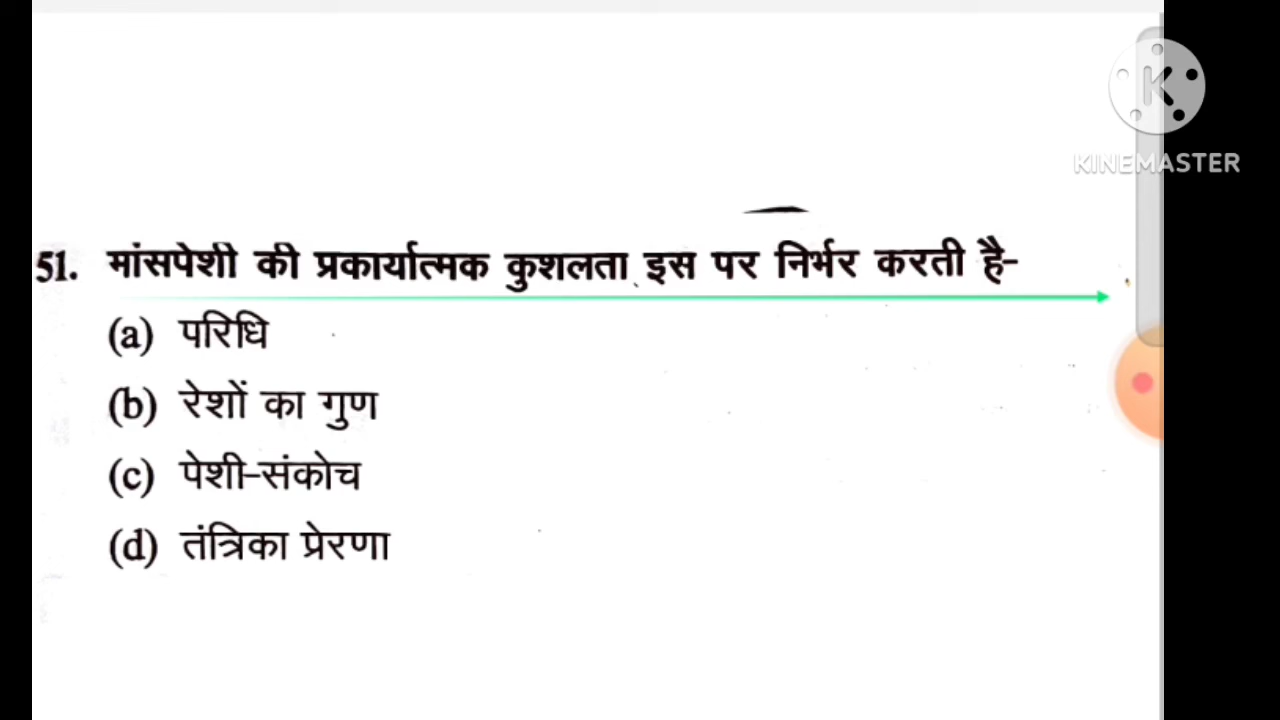 KINEMASTER
51. मांसपेशी की प्रकार्यात्मक कुशलता इस पर निर्भर करती है-
(a) परिधि
(b) रेशों का गुण
(c) पेशी-संकोच
(d) तंत्रिका प्रेरणा